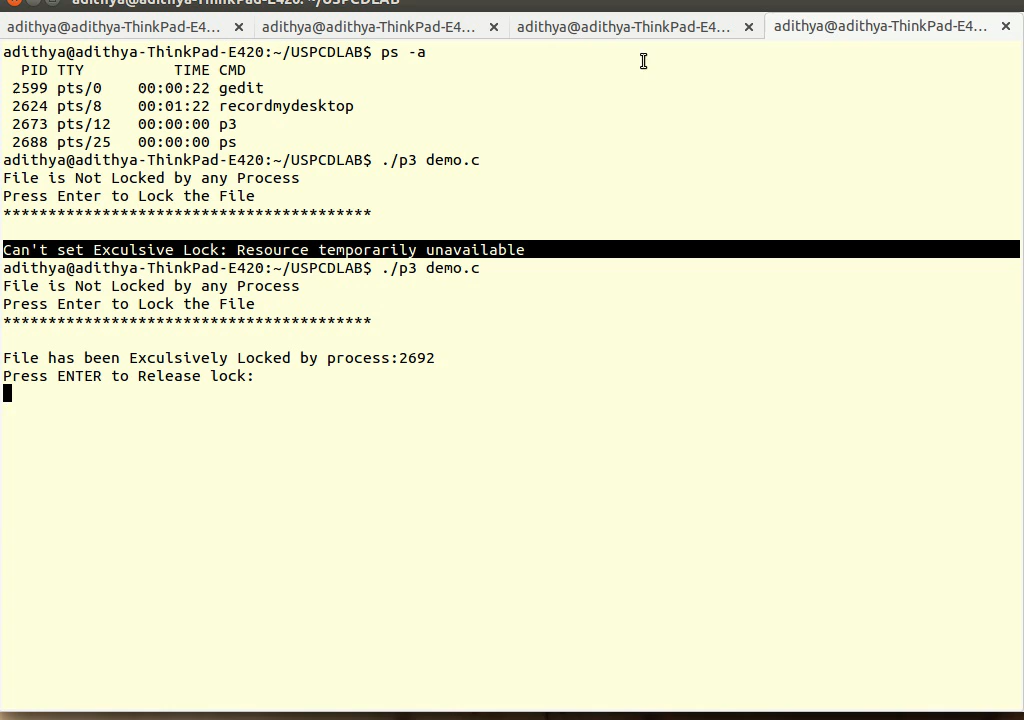 adithya@adithya-ThinkPad-E420: ~/USPCDLAB
adithya@adithya-ThinkPad-E4... × adithya@adithya-ThinkPad-E4... × adithya@adithya-ThinkPad-E4... × adithya@adithya-ThinkPad-E4... ×
adithya@adithya-ThinkPad-E420:~/USPCDLAB$ ps -a
  PID TTY          TIME CMD
 2599 pts/0    00:00:22 gedit
 2624 pts/8    00:01:22 recordmydesktop
 2673 pts/12   00:00:00 p3
 2688 pts/25   00:00:00 ps
adithya@adithya-ThinkPad-E420:~/USPCDLAB$ ./p3 demo.c
File is Not Locked by any Process
Press Enter to Lock the File
*****************************************
Can't set Exculsive Lock: Resource temporarily unavailable
adithya@adithya-ThinkPad-E420:~/USPCDLAB$ ./p3 demo.c
File is Not Locked by any Process
Press Enter to Lock the File
*****************************************
File has been Exculsively Locked by process:2692
Press ENTER to Release lock: